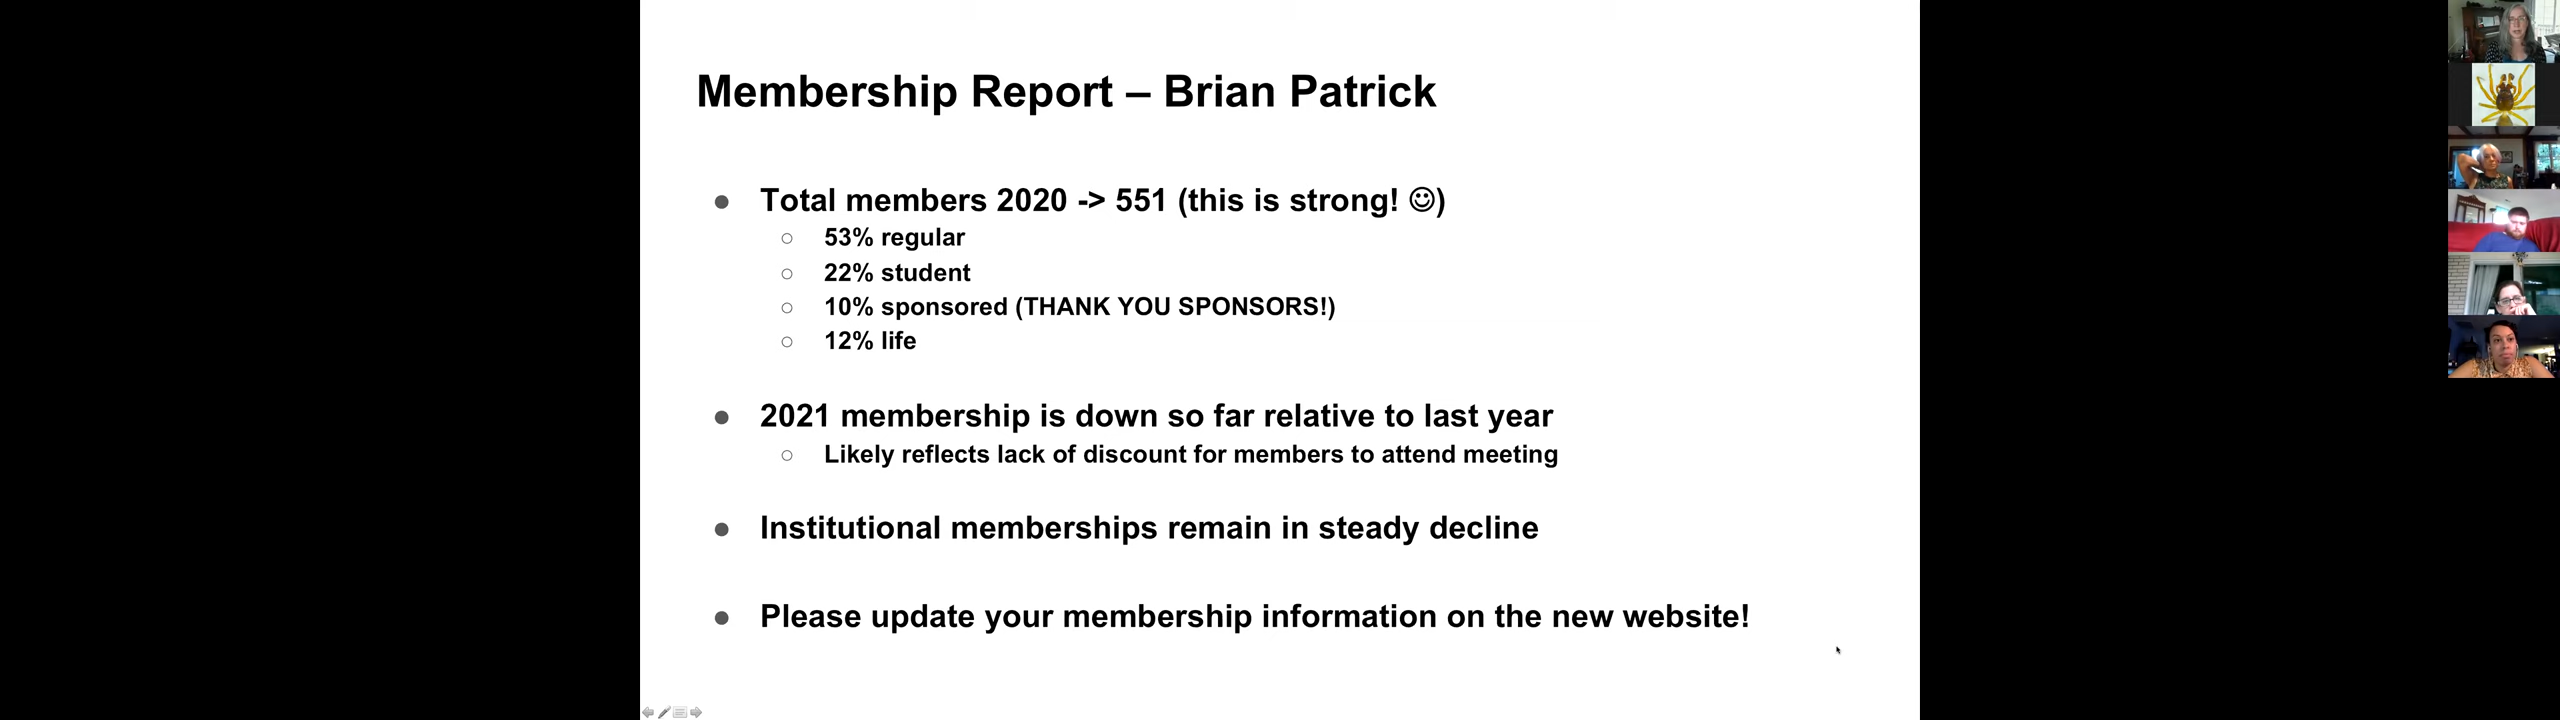 Membership Report – Brian Patrick
● Total members 2020 -> 551 (this is strong! ☺)
○ 53% regular
○ 22% student
○ 10% sponsored (THANK YOU SPONSORS!)
○ 12% life
● 2021 membership is down so far relative to last year
○ Likely reflects lack of discount for members to attend meeting
● Institutional memberships remain in steady decline
● Please update your membership information on the new website!